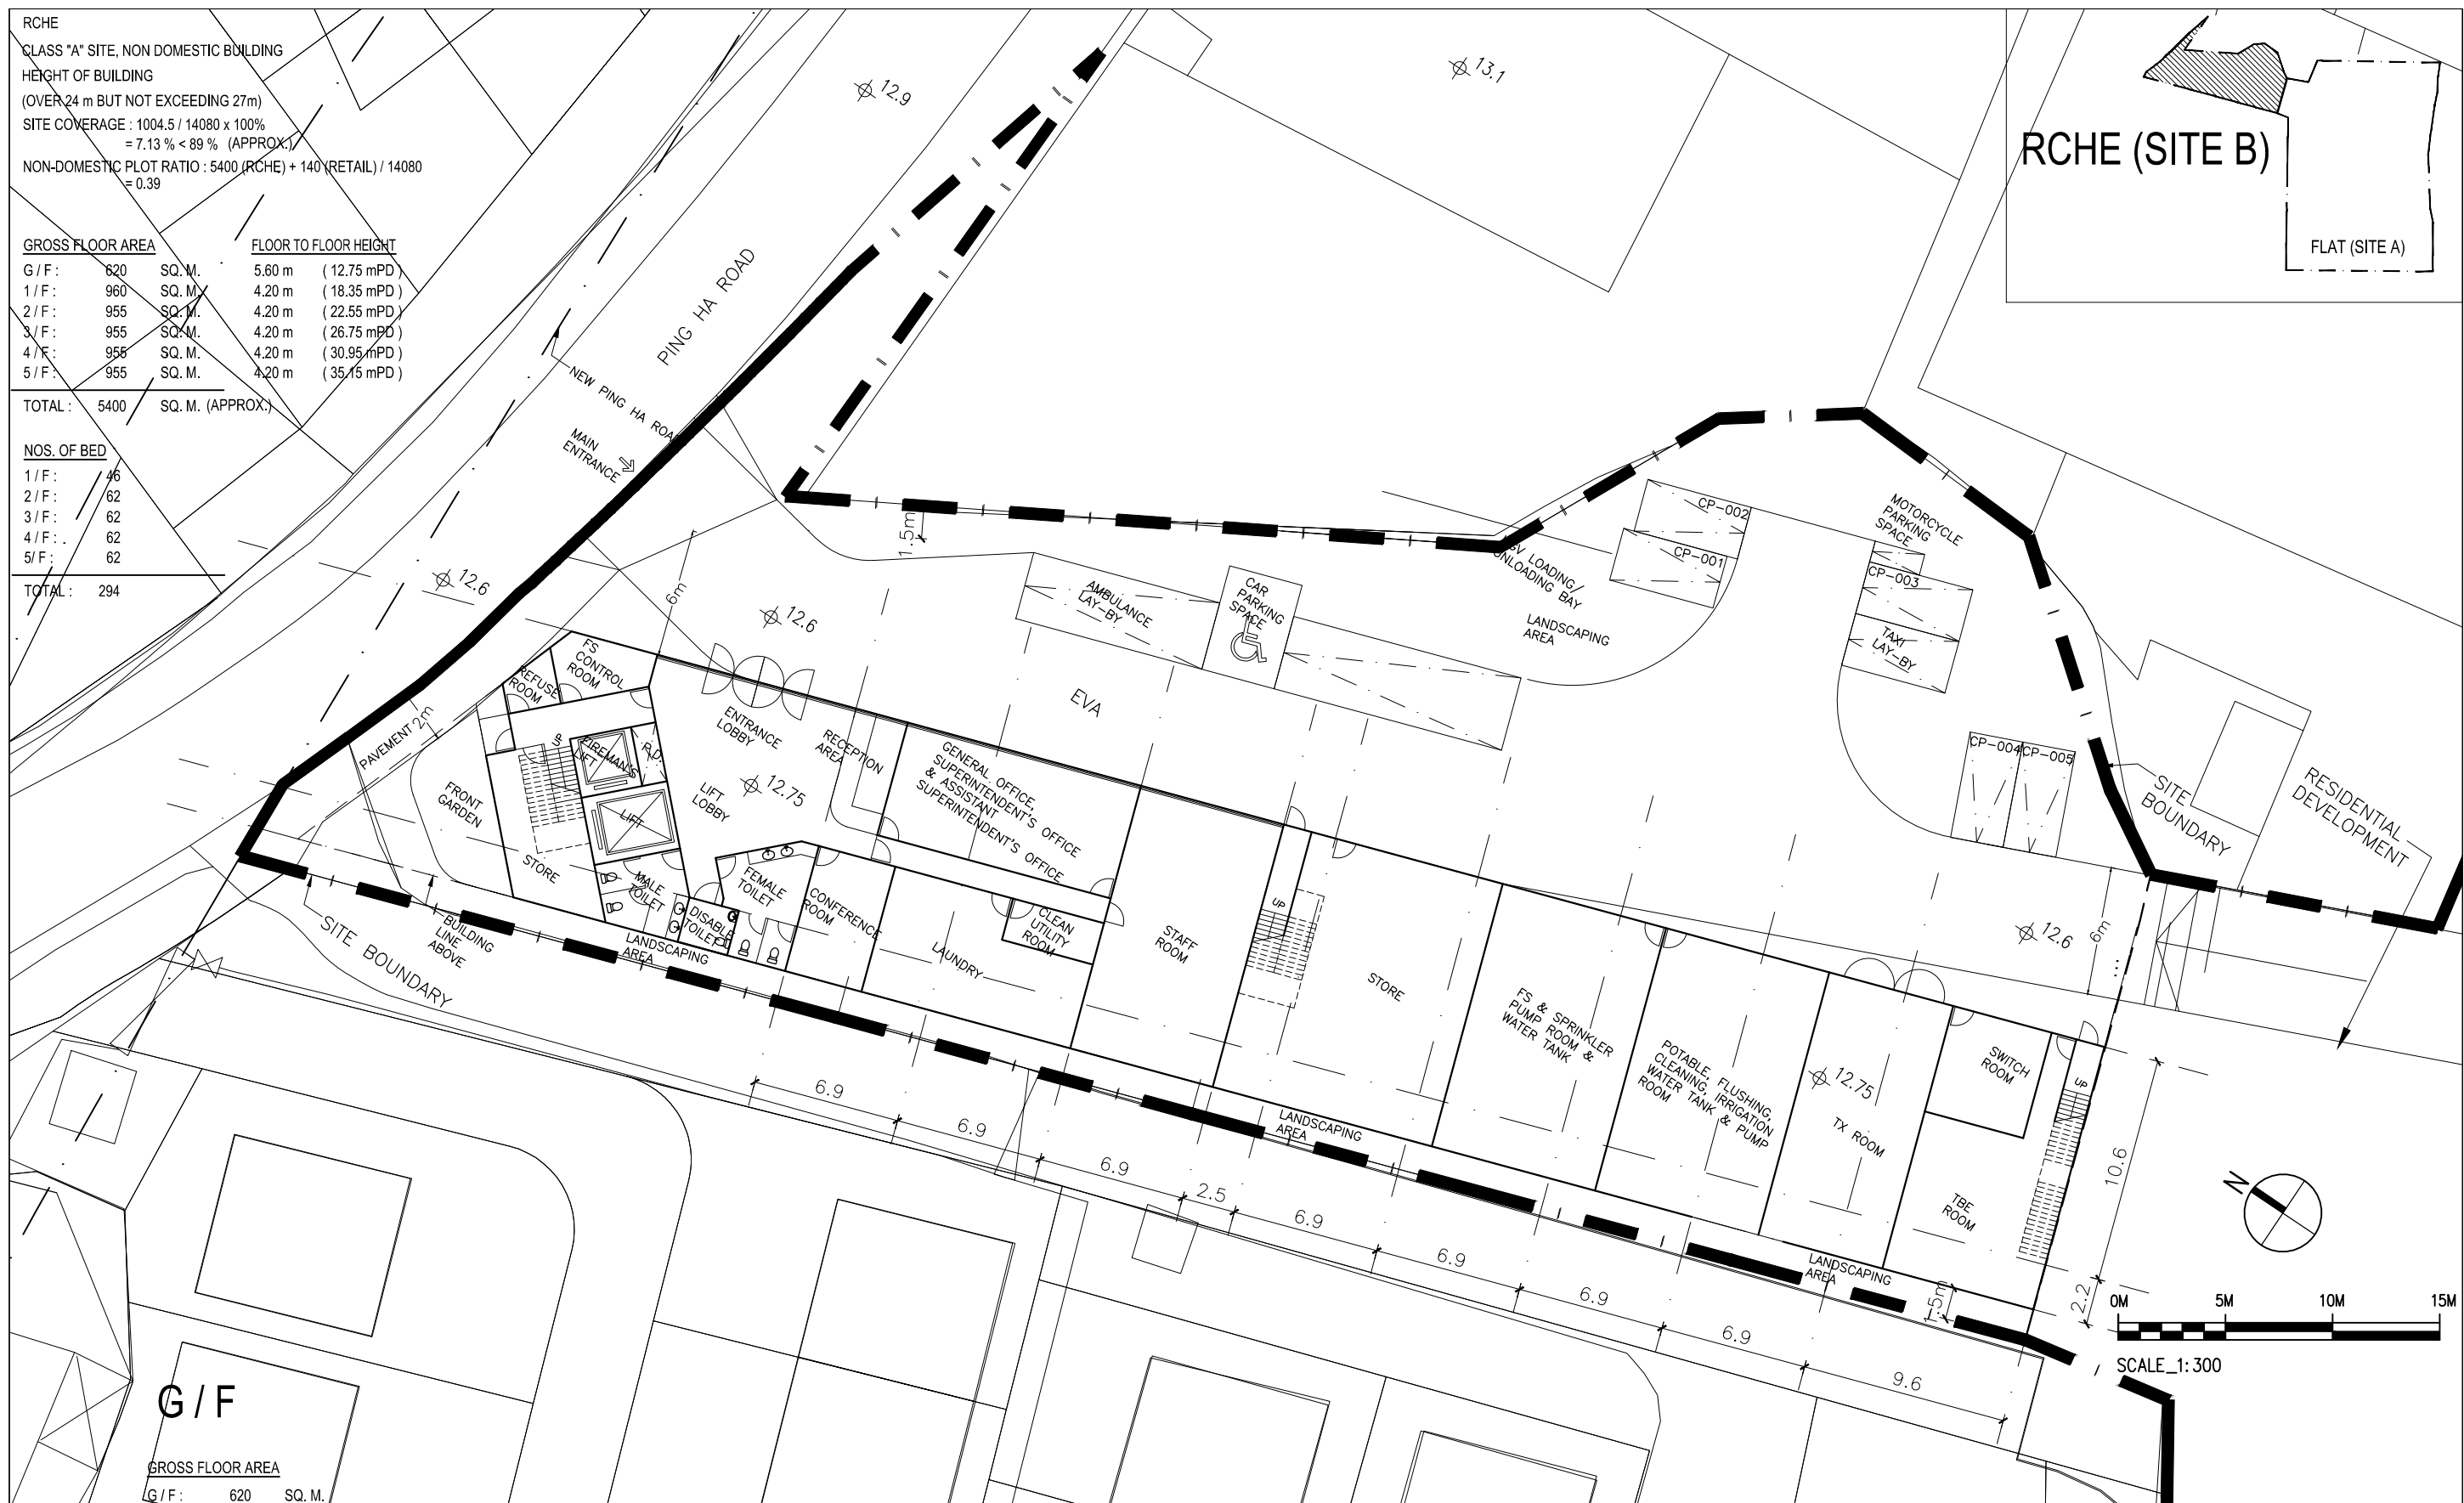 RCHE
CLASS "A" SITE, NON DOMESTIC BUILDING
HEIGHT OF BUILDING
(OVER 24 m BUT NOT EXCEEDING 27m)
SITE COVERAGE : 1004.5 / 14080 x 100%
= 7.13 % < 89 % (APPROX.)
NON-DOMESTIC PLOT RATIO : 5400 (RCHE) + 140 (RETAIL) / 14080
= 0.39
GROSS FLOOR AREA FLOOR TO FLOOR HEIGHT
G / F : 620 SQ. M. 5.60 m ( 12.75 mPD )
1 / F : 960 SQ. M. 4.20 m ( 18.35 mPD )
2 / F : 955 SQ. M. 4.20 m ( 22.55 mPD )
3 / F : 955 SQ. M. 4.20 m ( 26.75 mPD )
4 / F : 955 SQ. M. 4.20 m ( 30.95 mPD )
5 / F : 955 SQ. M. 4.20 m ( 35.15 mPD )
TOTAL : 5400 SQ. M. (APPROX.)
NOS. OF BED
1 / F : 46
2 / F : 62
3 / F : 62
4 / F : 62
5/ F : 62
TOTAL : 294
12.9
13.1
RCHE (SITE B)
FLAT (SITE A)
PING HA ROAD
NEW PING HA ROAD
MAIN
ENTRANCE
12.6
1.5m
6m
12.6
AMBULANCE
LAY-BY
CAR
PARKING
SPACE
UNLOADING BAY
LANDSCAPING
AREA
CP-002
CP-001
MOTORCYCLE
PARKING
SPACE
CP-003
TAXI
LAY-BY
CP-004
CP-005
SITE
BOUNDARY
RESIDENTIAL
DEVELOPMENT
EVA
PAVEMENT 2m
FS
CONTROL
ROOM
REFUSE
ROOM
FRONT
GARDEN
UP
FIREMAN'S
LIFT
P.D.
LIFT
ENTRANCE
LOBBY
RECEPTION
AREA
12.75
LIFT
LOBBY
GENERAL OFFICE,
SUPERINTENDENT'S OFFICE
& ASSISTANT
SUPERINTENDENT'S OFFICE
STORE
MALE
TOILET
DISABLE
TOILET
FEMALE
TOILET
CONFERENCE
ROOM
LAUNDRY
CLEAN
UTILITY
ROOM
STAFF
ROOM
UP
STORE
FS & SPRINKLER
PUMP ROOM &
WATER TANK
POTABLE, FLUSHING,
CLEANING, IRRIGATION
WATER TANK & PUMP
ROOM
12.75
TX ROOM
SWITCH
ROOM
TBE
ROOM
UP
12.6
6m
SITE BOUNDARY
BUILDING
LINE
ABOVE
LANDSCAPING
AREA
LANDSCAPING
AREA
LANDSCAPING
AREA
1.5m
6.9
6.9
6.9
2.5
6.9
6.9
6.9
6.9
9.6
10.6
2.2
N
0M 5M 10M 15M
SCALE_1:300
G / F
GROSS FLOOR AREA
G / F : 620 SQ. M.